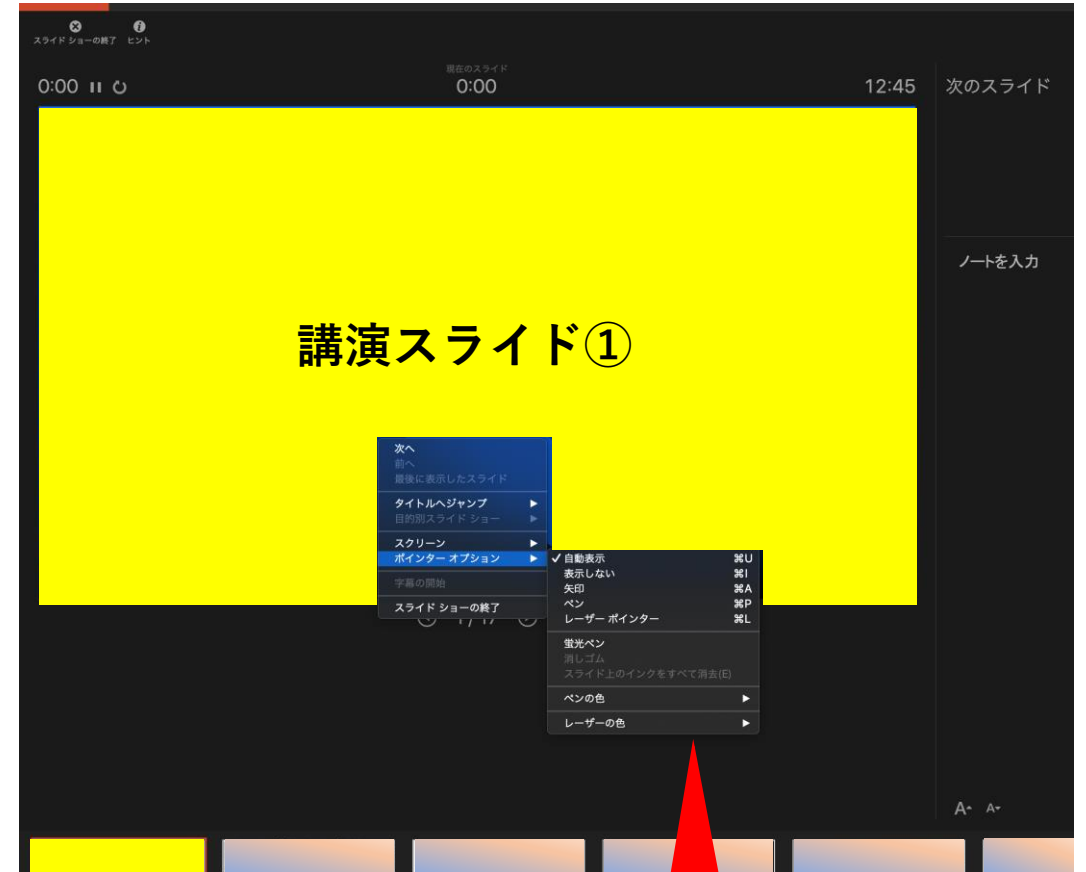 スライド ショーの終了 ヒント
現在のスライド
0:00 0:00 12:45 次のスライド
ノートを入力
講演スライド①
次へ
前へ
最後に表示したスライド
タイトルへジャンプ
目的別スライド ショー
スクリーン
ポインター オプション
字幕の開始
スライド ショーの終了
✓自動表示 ⌘U
表示しない ⌘I
矢印 ⌘A
ペン ⌘P
レーザー ポインター ⌘L
蛍光ペン
消しゴム
スライド上のインクをすべて消去(E)
ペンの色
レーザーの色
A A